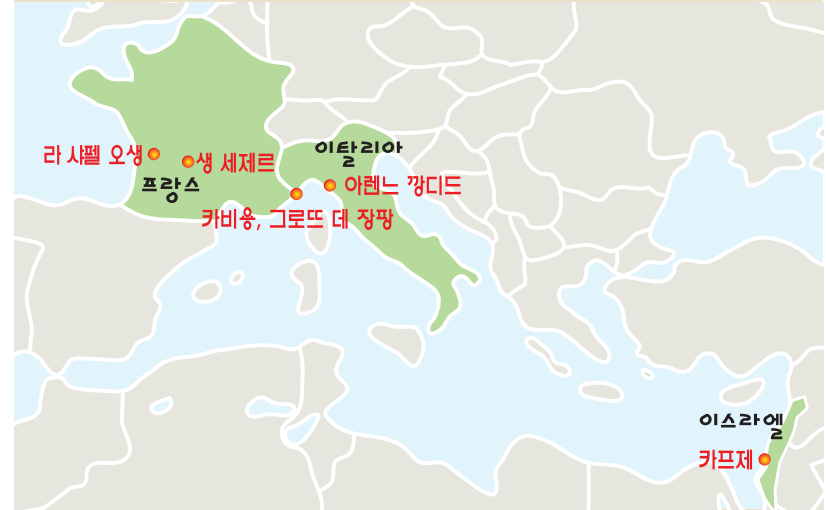 이탈리아
라 샤펠 오생
생 세제르
프랑스
아렌느 깡디드
카비용, 그로뜨 데 장팡
이스라엘
카프제